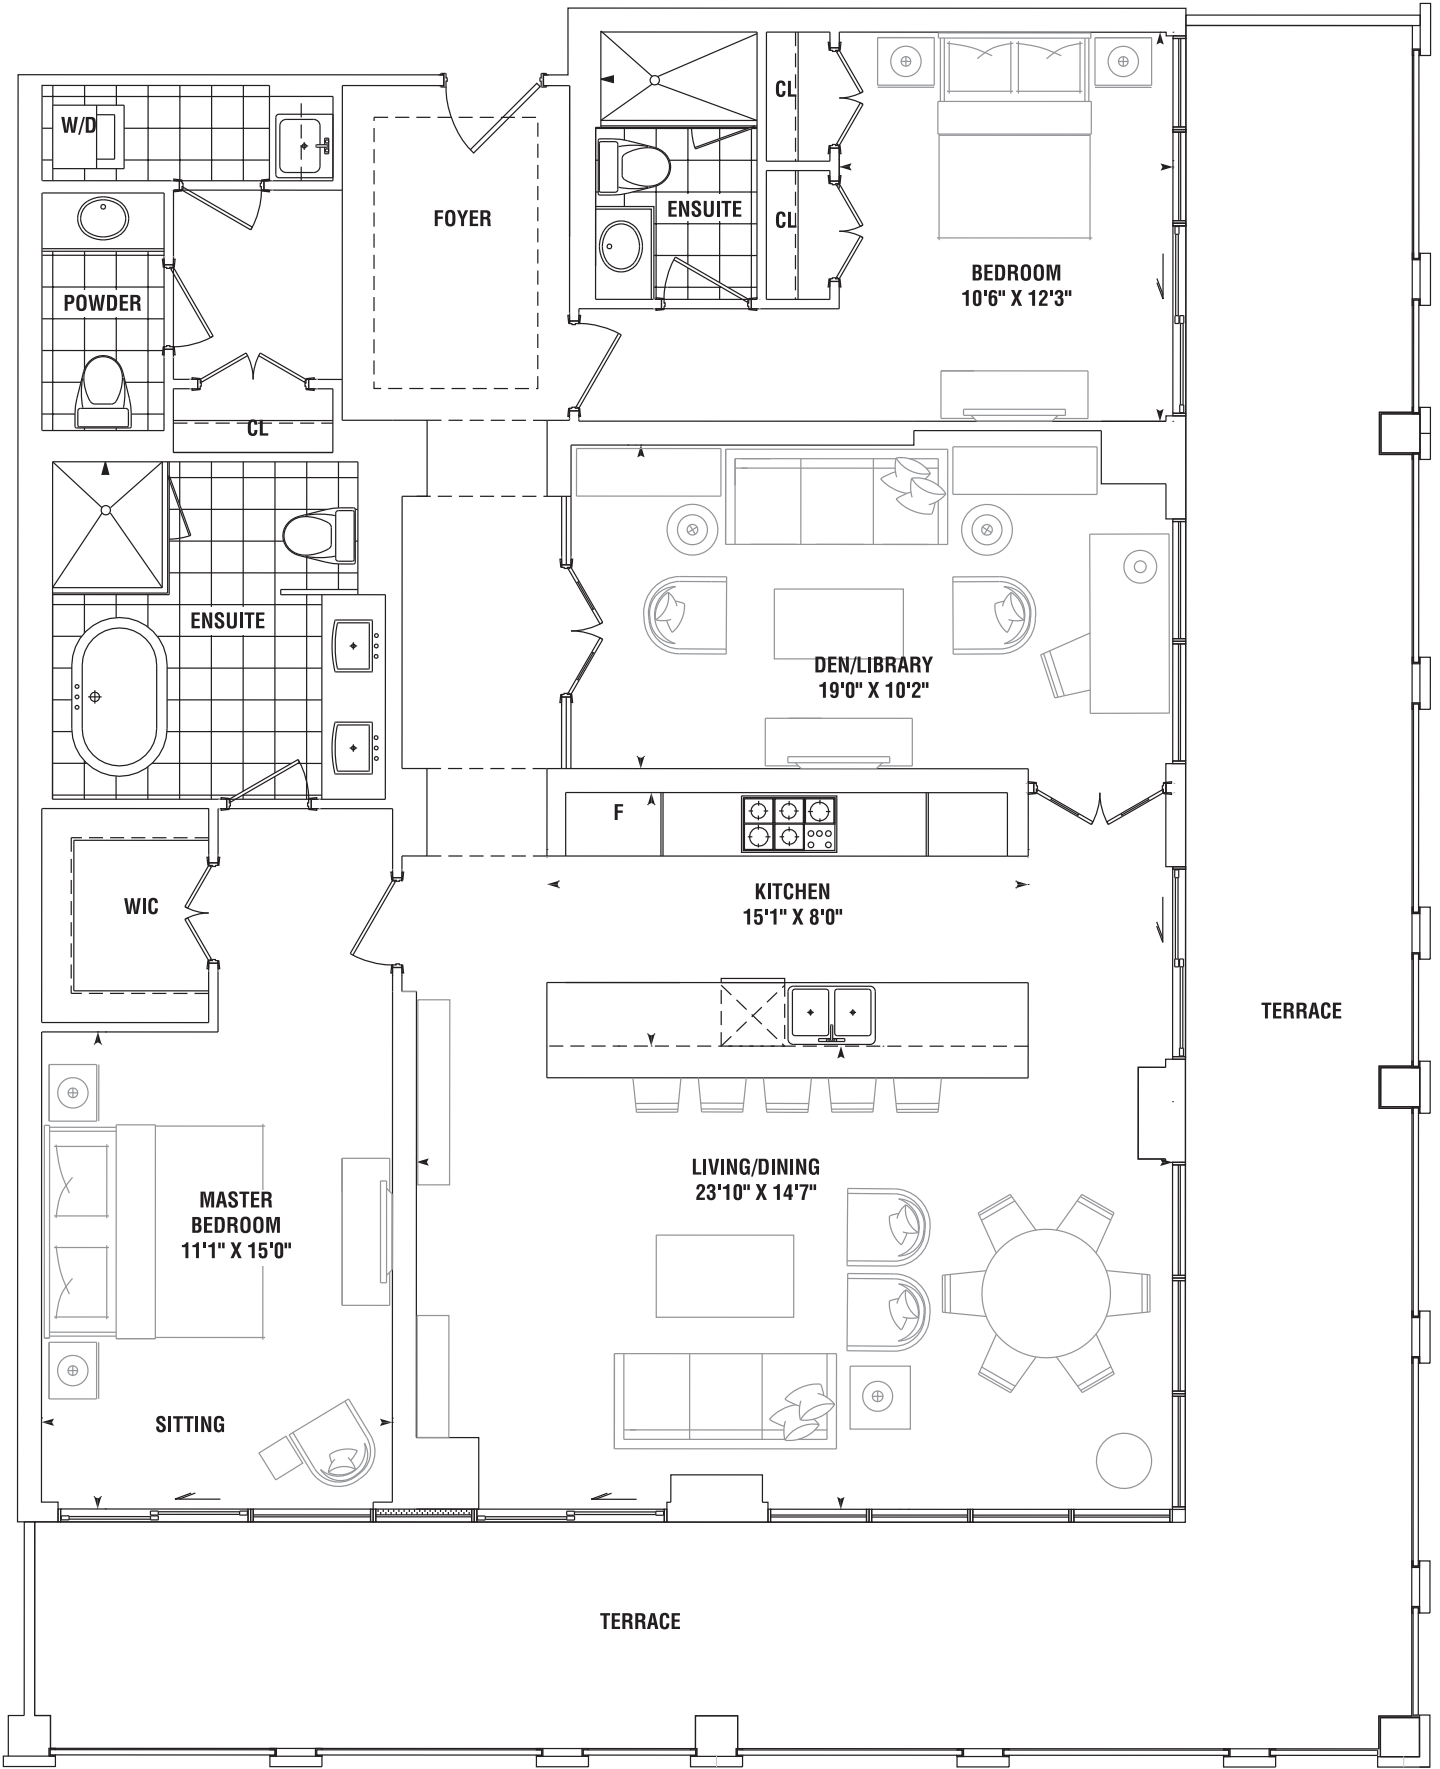 W/D
CL
FOYER
ENSUITE
CL
BEDROOM
10'6" X 12'3"
POWDER
CL
ENSUITE
DEN/LIBRARY
19'0" X 10'2"
F
KITCHEN
15'1" X 8'0"
WIC
TERRACE
LIVING/DINING
23'10" X 14'7"
MASTER
BEDROOM
11'1" X 15'0"
SITTING
TERRACE